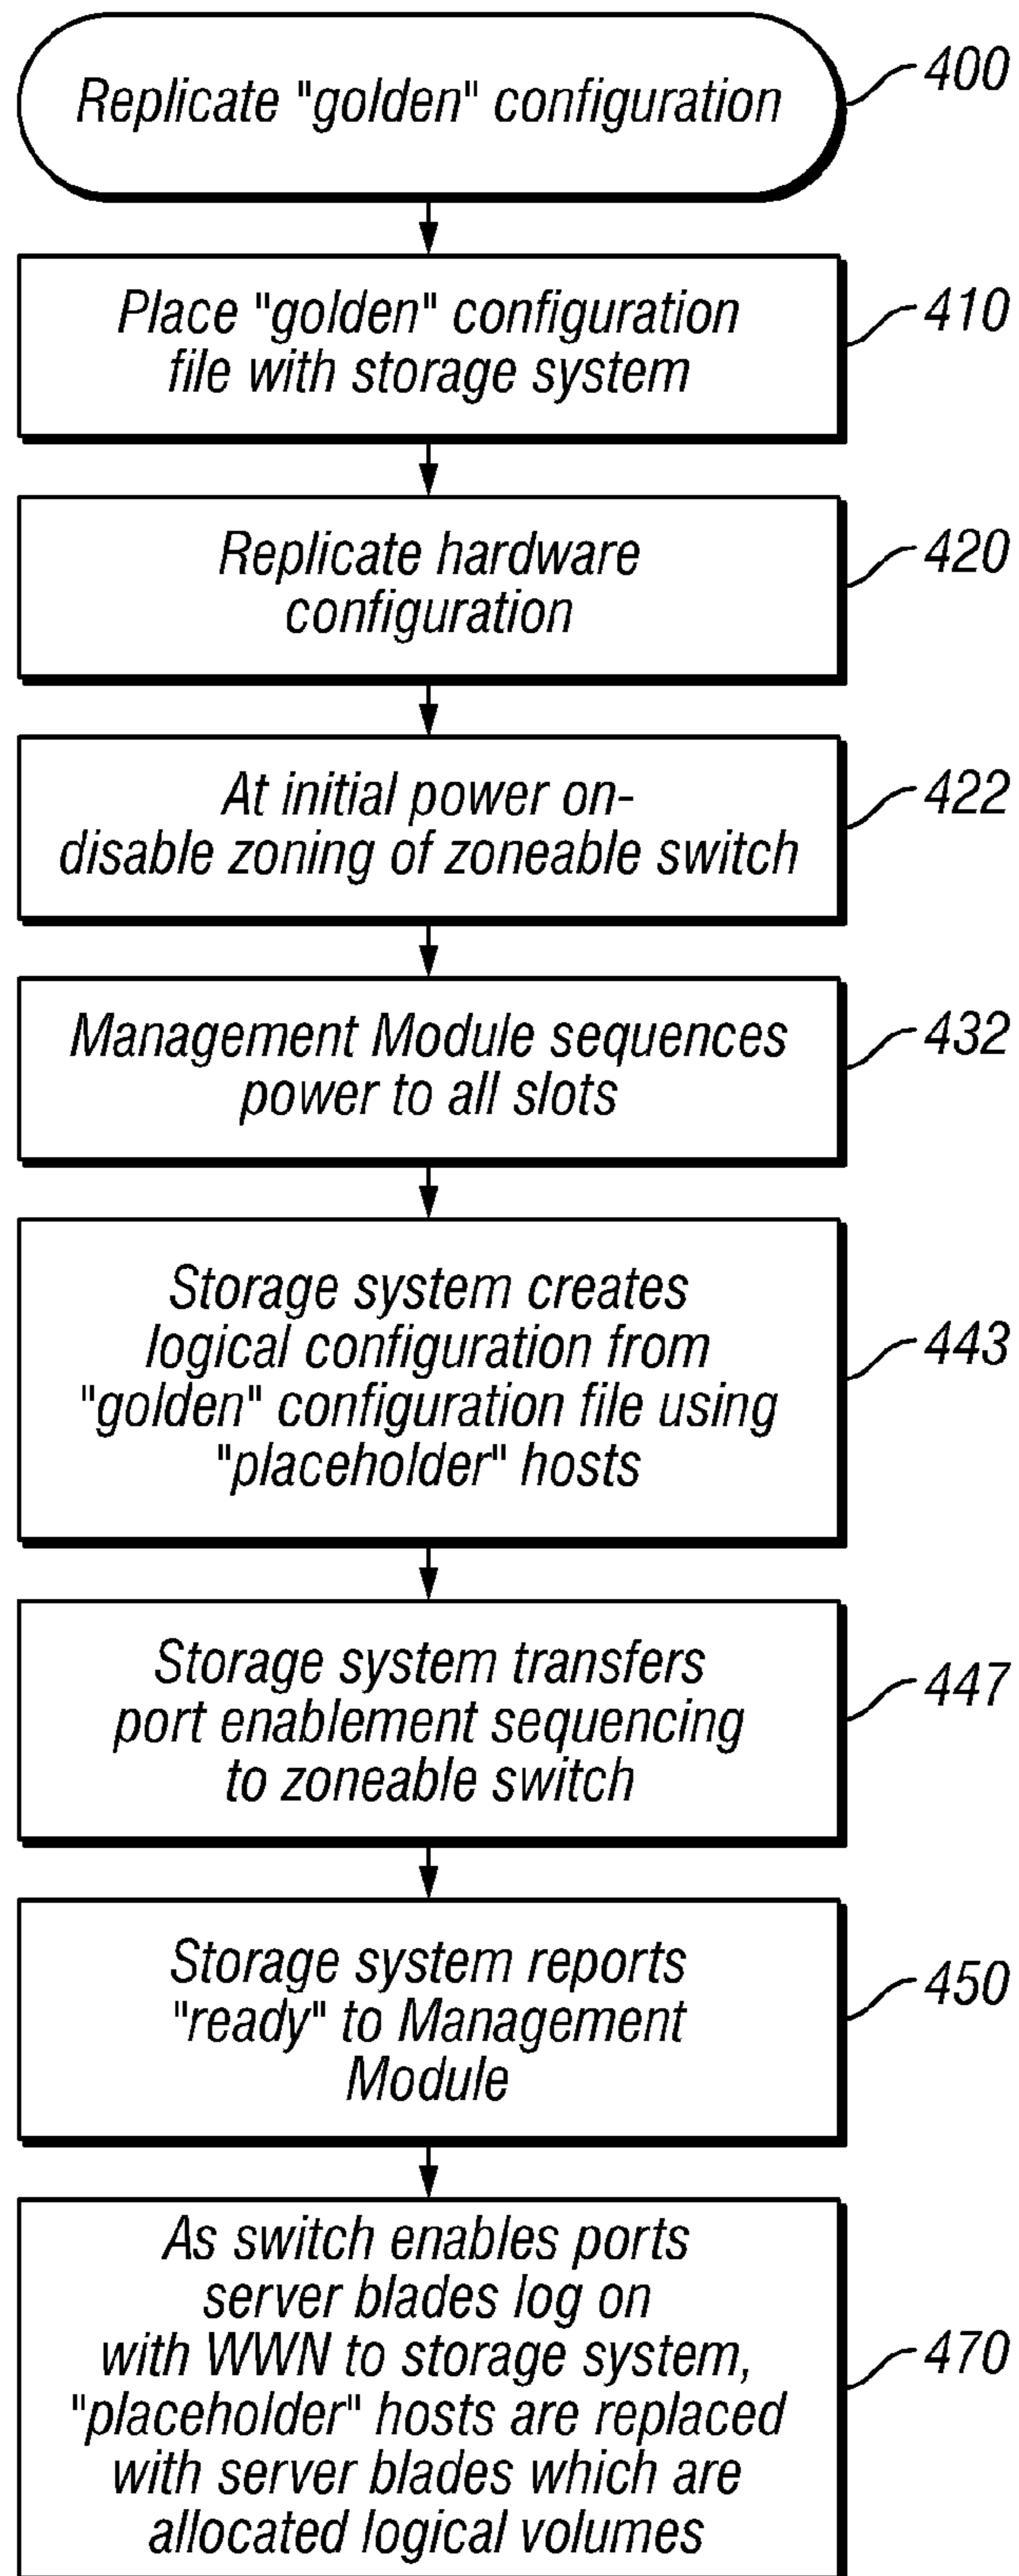 Replicate "golden" configuration
400
Place "golden" configuration
file with storage system
410
Replicate hardware
configuration
420
At initial power on-
disable zoning of zoneable switch
422
Management Module sequences
power to all slots
432
Storage system creates
logical configuration from
"golden" configuration file using
"placeholder" hosts
443
Storage system transfers
port enablement sequencing
to zoneable switch
447
Storage system reports
"ready" to Management
Module
450
As switch enables ports
server blades log on
with WWN to storage system,
"placeholder" hosts are replaced
with server blades which are
allocated logical volumes
470